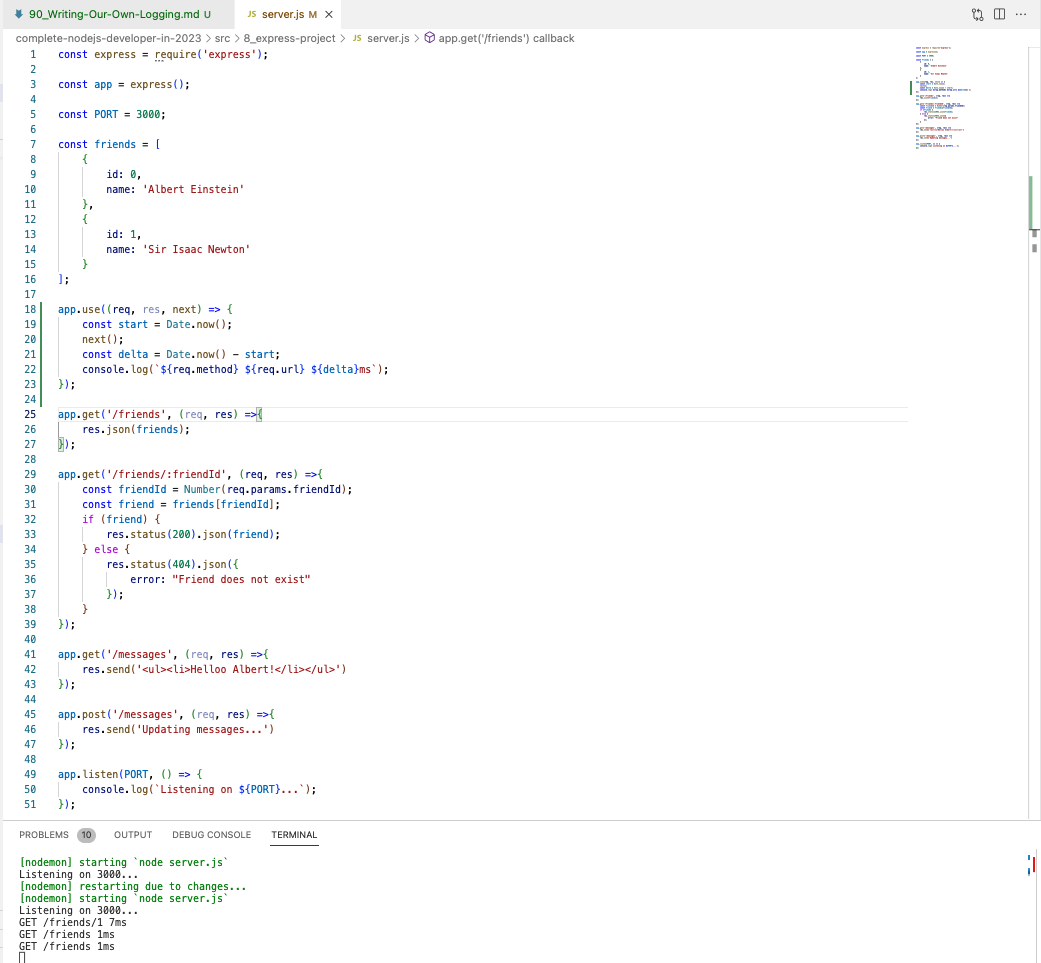 90_Writing-Our-Own-Logging.md U
JS server.js M
complete-nodejs-developer-in-2023 > src > 8_express-project > JS server.js > app.get('/friends') callback
1 const express = require('express');
2
3 const app = express();
4
5 const PORT = 3000;
6
7 const friends = [
8     {
9         id: 0,
10         name: 'Albert Einstein'
11     },
12     {
13         id: 1,
14         name: 'Sir Isaac Newton'
15     }
16 ];
17
18 app.use((req, res, next) => {
19     const start = Date.now();
20     next();
21     const delta = Date.now() - start;
22     console.log(`${req.method} ${req.url} ${delta}ms`);
23 });
24
25 app.get('/friends', (req, res) =>{
26     res.json(friends);
27 });
28
29 app.get('/friends/:friendId', (req, res) =>{
30     const friendId = Number(req.params.friendId);
31     const friend = friends[friendId];
32     if (friend) {
33         res.status(200).json(friend);
34     } else {
35         res.status(404).json({
36             error: "Friend does not exist"
37         });
38     }
39 });
40
41 app.get('/messages', (req, res) =>{
42     res.send('<ul><li>Helloo Albert!</li></ul>')
43 });
44
45 app.post('/messages', (req, res) =>{
46     res.send('Updating messages...')
47 });
48
49 app.listen(PORT, () => {
50     console.log(`Listening on ${PORT}...`);
51 });
PROBLEMS 10 OUTPUT DEBUG CONSOLE TERMINAL
[nodemon] starting `node server.js`
Listening on 3000...
[nodemon] restarting due to changes...
[nodemon] starting `node server.js`
Listening on 3000...
GET /friends/1 7ms
GET /friends 1ms
GET /friends 1ms